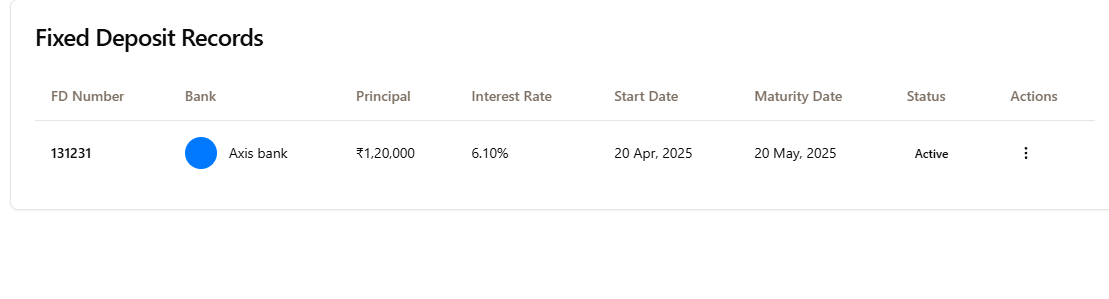 Fixed Deposit Records
FD Number Bank Principal Interest Rate Start Date Maturity Date Status Actions
131231 Axis bank ₹1,20,000 6.10% 20 Apr, 2025 20 May, 2025 Active